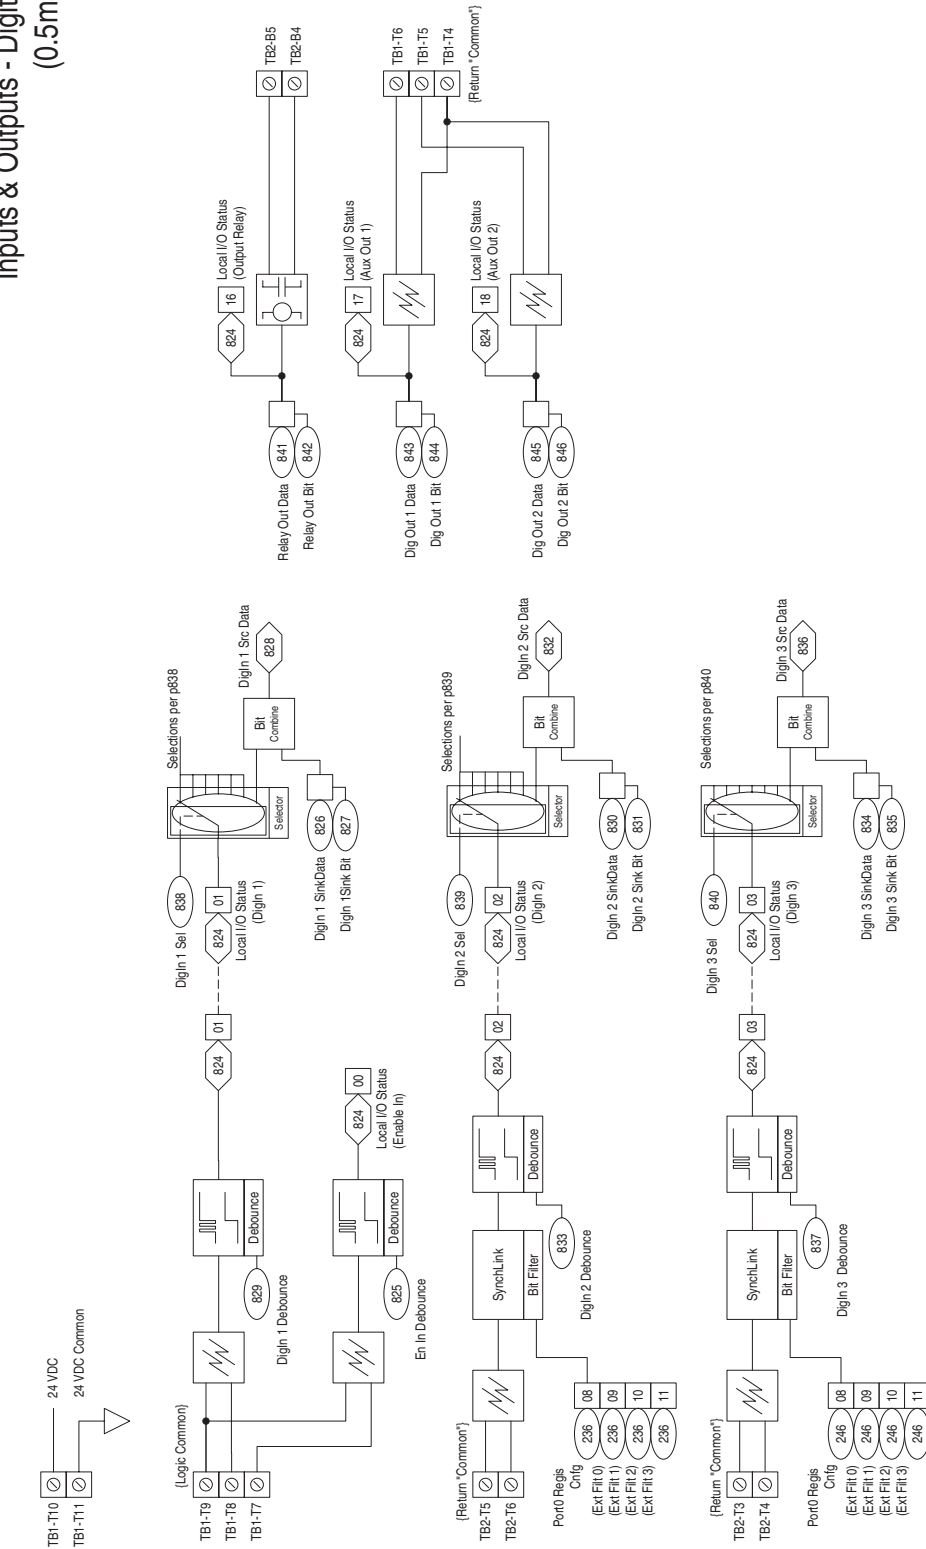 Inputs & Outputs - Digit
(0.5m
TB1-T10
24 VDC
TB1-T11
24 VDC Common
{Logic Common}
TB1-T9
TB1-T8
TB1-T7
829
Debounce
DigIn 1 Debounce
825
Debounce
En In Debounce
824
00
Local I/O Status
(Enable In)
824
01
824
01
Local I/O Status
(DigIn 1)
DigIn 1 Sel
838
Selections per p838
Selector
DigIn 1 SinkData
826
DigIn 1Sink Bit
827
Bit
Combine
DigIn 1 Src Data
828
{Return "Common"}
TB2-T5
TB2-T6
Port0 Regis
Cnfg
(Ext Filt 0)
236
08
(Ext Filt 1)
236
09
(Ext Filt 2)
236
10
(Ext Filt 3)
236
11
SynchLink
Bit Filter
Debounce
833
DigIn 2 Debounce
824
02
824
02
Local I/O Status
(DigIn 2)
DigIn 2 Sel
839
Selections per p839
Selector
DigIn 2 SinkData
830
DigIn 2 Sink Bit
831
Bit
Combine
DigIn 2 Src Data
832
{Return "Common"}
TB2-T3
TB2-T4
Port0 Regis
Cnfg
(Ext Filt 0)
246
08
(Ext Filt 1)
246
09
(Ext Filt 2)
246
10
(Ext Filt 3)
246
11
SynchLink
Bit Filter
Debounce
837
DigIn 3 Debounce
824
03
824
03
Local I/O Status
(DigIn 3)
DigIn 3 Sel
840
Selections per p840
Selector
DigIn 3 SinkData
834
DigIn 3 Sink Bit
835
Bit
Combine
DigIn 3 Src Data
836
Relay Out Data
841
Relay Out Bit
842
824
16
Local I/O Status
(Output Relay)
TB2-B5
TB2-B4
Dig Out 1 Data
843
Dig Out 1 Bit
844
824
17
Local I/O Status
(Aux Out 1)
TB1-T6
TB1-T5
TB1-T4
{Return "Common"}
Dig Out 2 Data
845
Dig Out 2 Bit
846
824
18
Local I/O Status
(Aux Out 2)